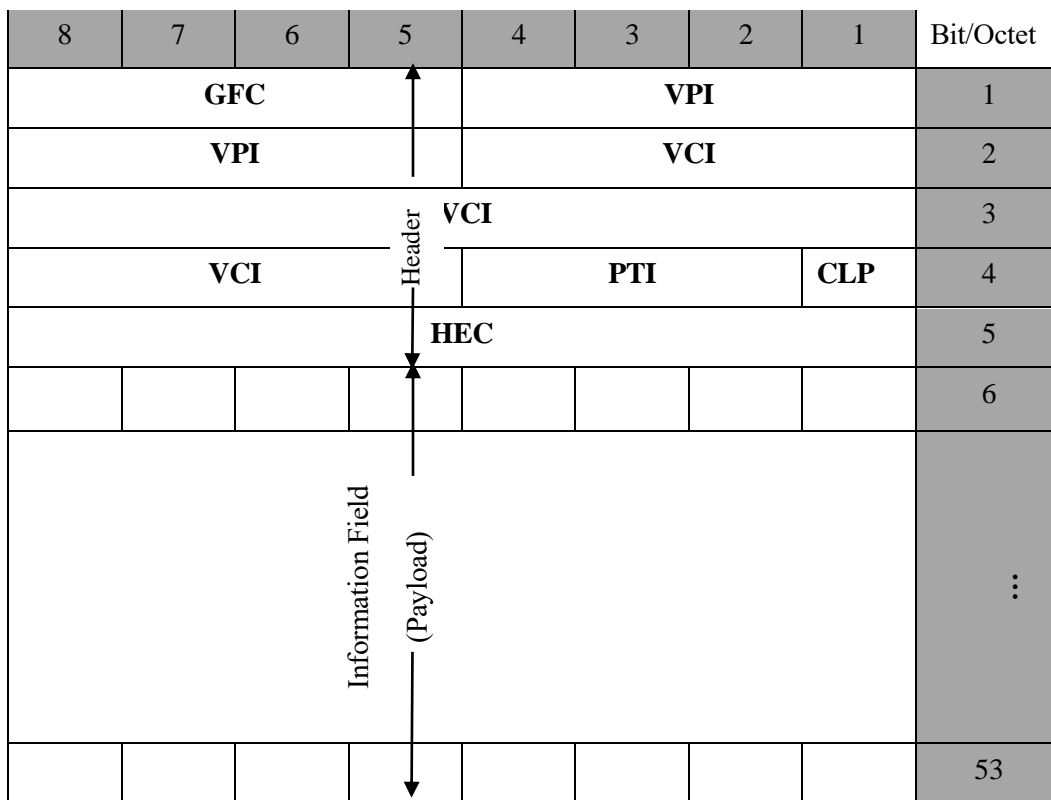 8 7 6 5 4 3 2 1 Bit/Octet
GFC VPI 1
VPI VCI 2
VCI 3
VCI PTI CLP 4
HEC 5
Header
6
Information Field
(Payload)
⋮
53